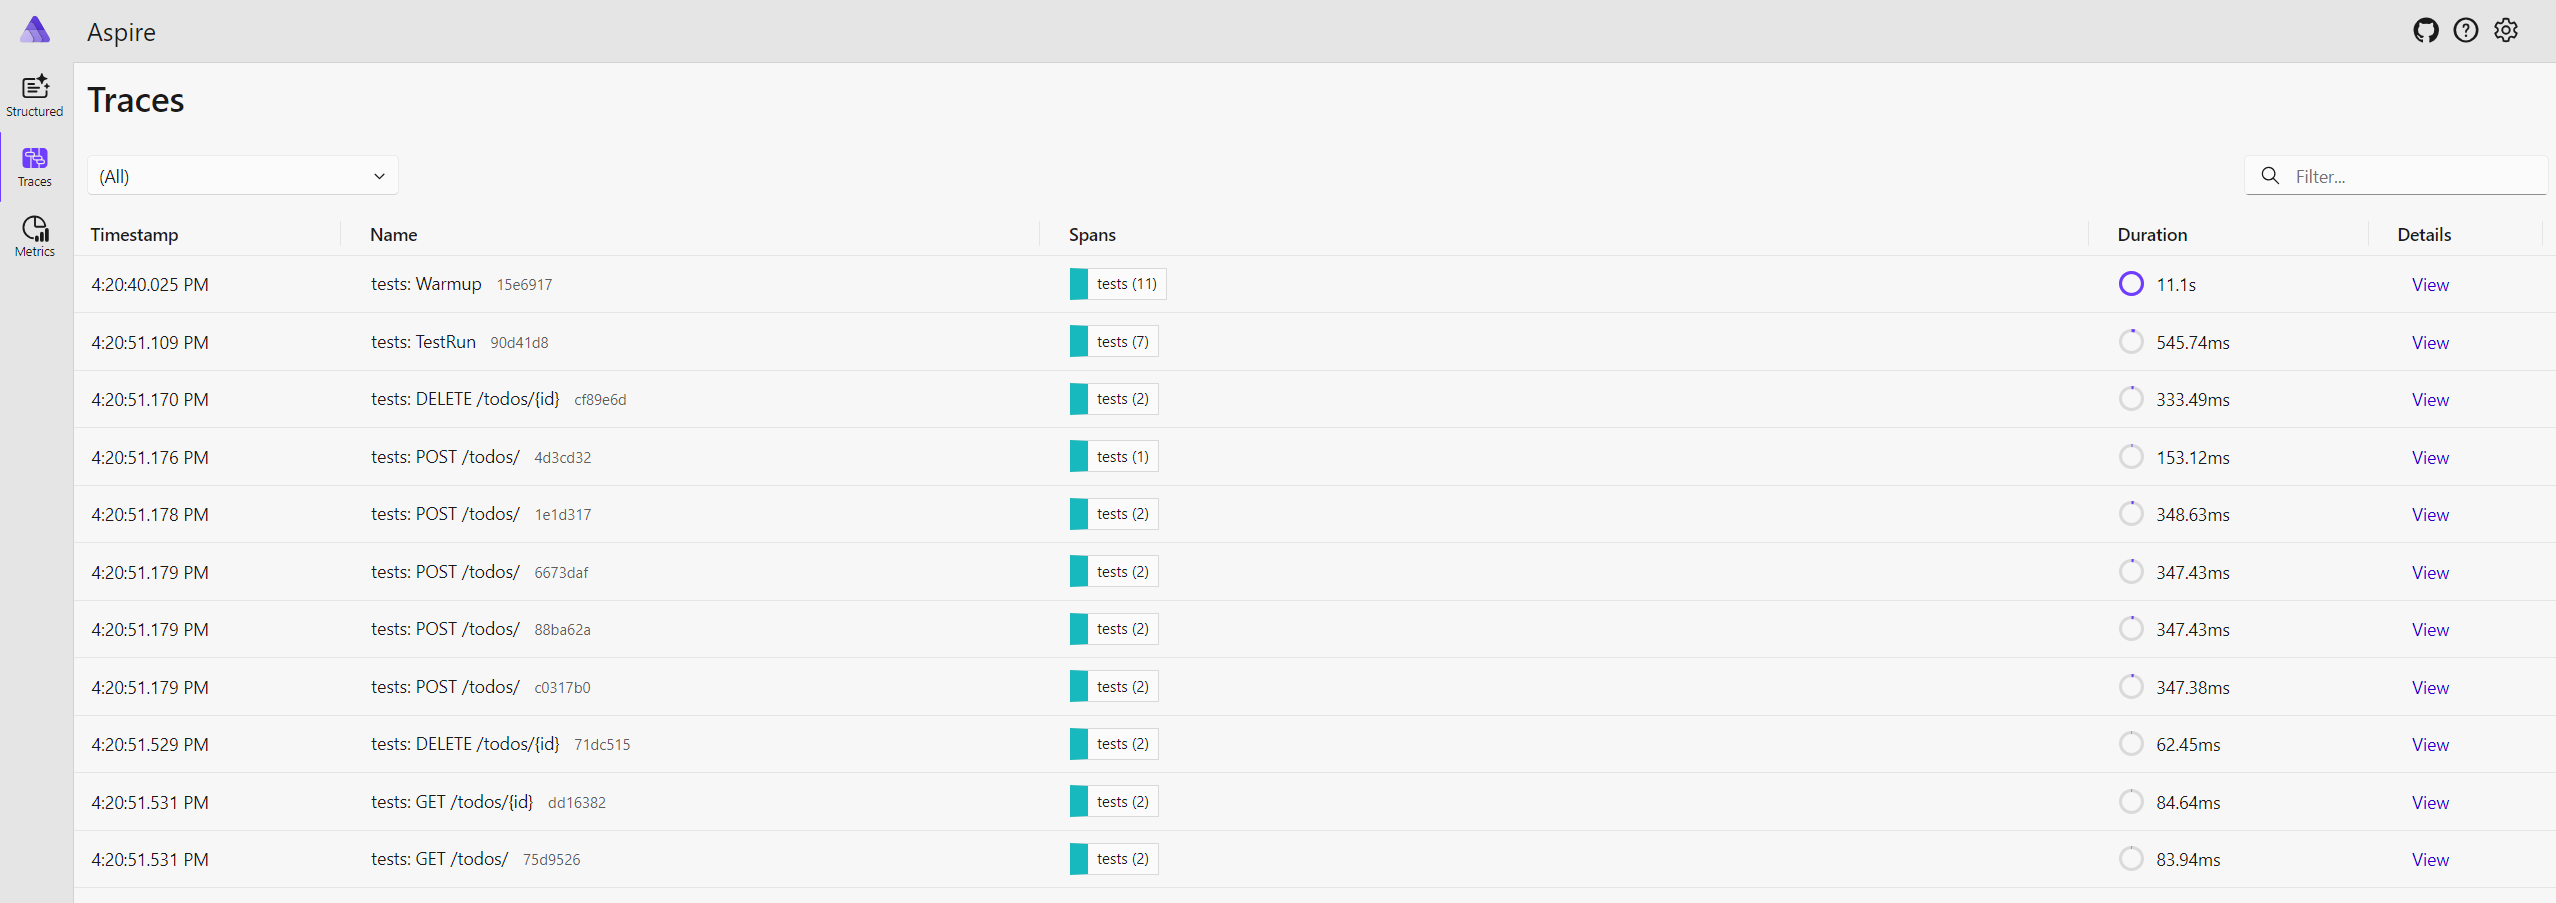 Aspire
Structured
Traces
Metrics
Traces
(All)
Filter...
Timestamp Name Spans Duration Details
4:20:40.025 PM tests: Warmup 15e6917 tests (11) 11.1s View
4:20:51.109 PM tests: TestRun 90d41d8 tests (7) 545.74ms View
4:20:51.170 PM tests: DELETE /todos/{id} cf89e6d tests (2) 333.49ms View
4:20:51.176 PM tests: POST /todos/ 4d3cd32 tests (1) 153.12ms View
4:20:51.178 PM tests: POST /todos/ 1e1d317 tests (2) 348.63ms View
4:20:51.179 PM tests: POST /todos/ 6673daf tests (2) 347.43ms View
4:20:51.179 PM tests: POST /todos/ 88ba62a tests (2) 347.43ms View
4:20:51.179 PM tests: POST /todos/ c0317b0 tests (2) 347.38ms View
4:20:51.529 PM tests: DELETE /todos/{id} 71dc515 tests (2) 62.45ms View
4:20:51.531 PM tests: GET /todos/{id} dd16382 tests (2) 84.64ms View
4:20:51.531 PM tests: GET /todos/ 75d9526 tests (2) 83.94ms View